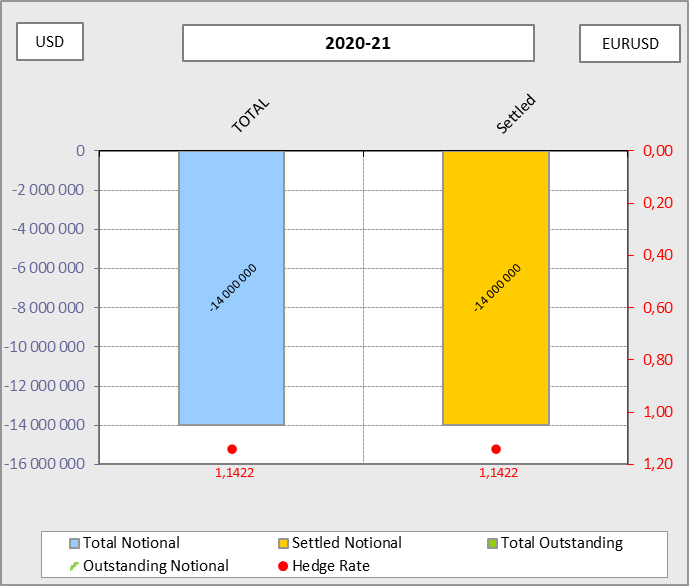 USD
2020-21
EURUSD
TOTAL
Settled
0
-2 000 000
-4 000 000
-6 000 000
-8 000 000
-10 000 000
-12 000 000
-14 000 000
-16 000 000
-14 000 000
-14 000 000
0,00
0,20
0,40
0,60
0,80
1,00
1,20
1,1422
1,1422
Total Notional
Settled Notional
Total Outstanding
Outstanding Notional
Hedge Rate